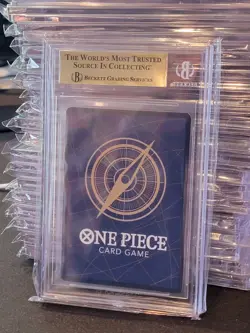 THE WORLD'S MOST TRUSTED
SOURCE IN COLLECTING
BECKETT GRADING SERVICES
ONE PIECE
CARD GAME